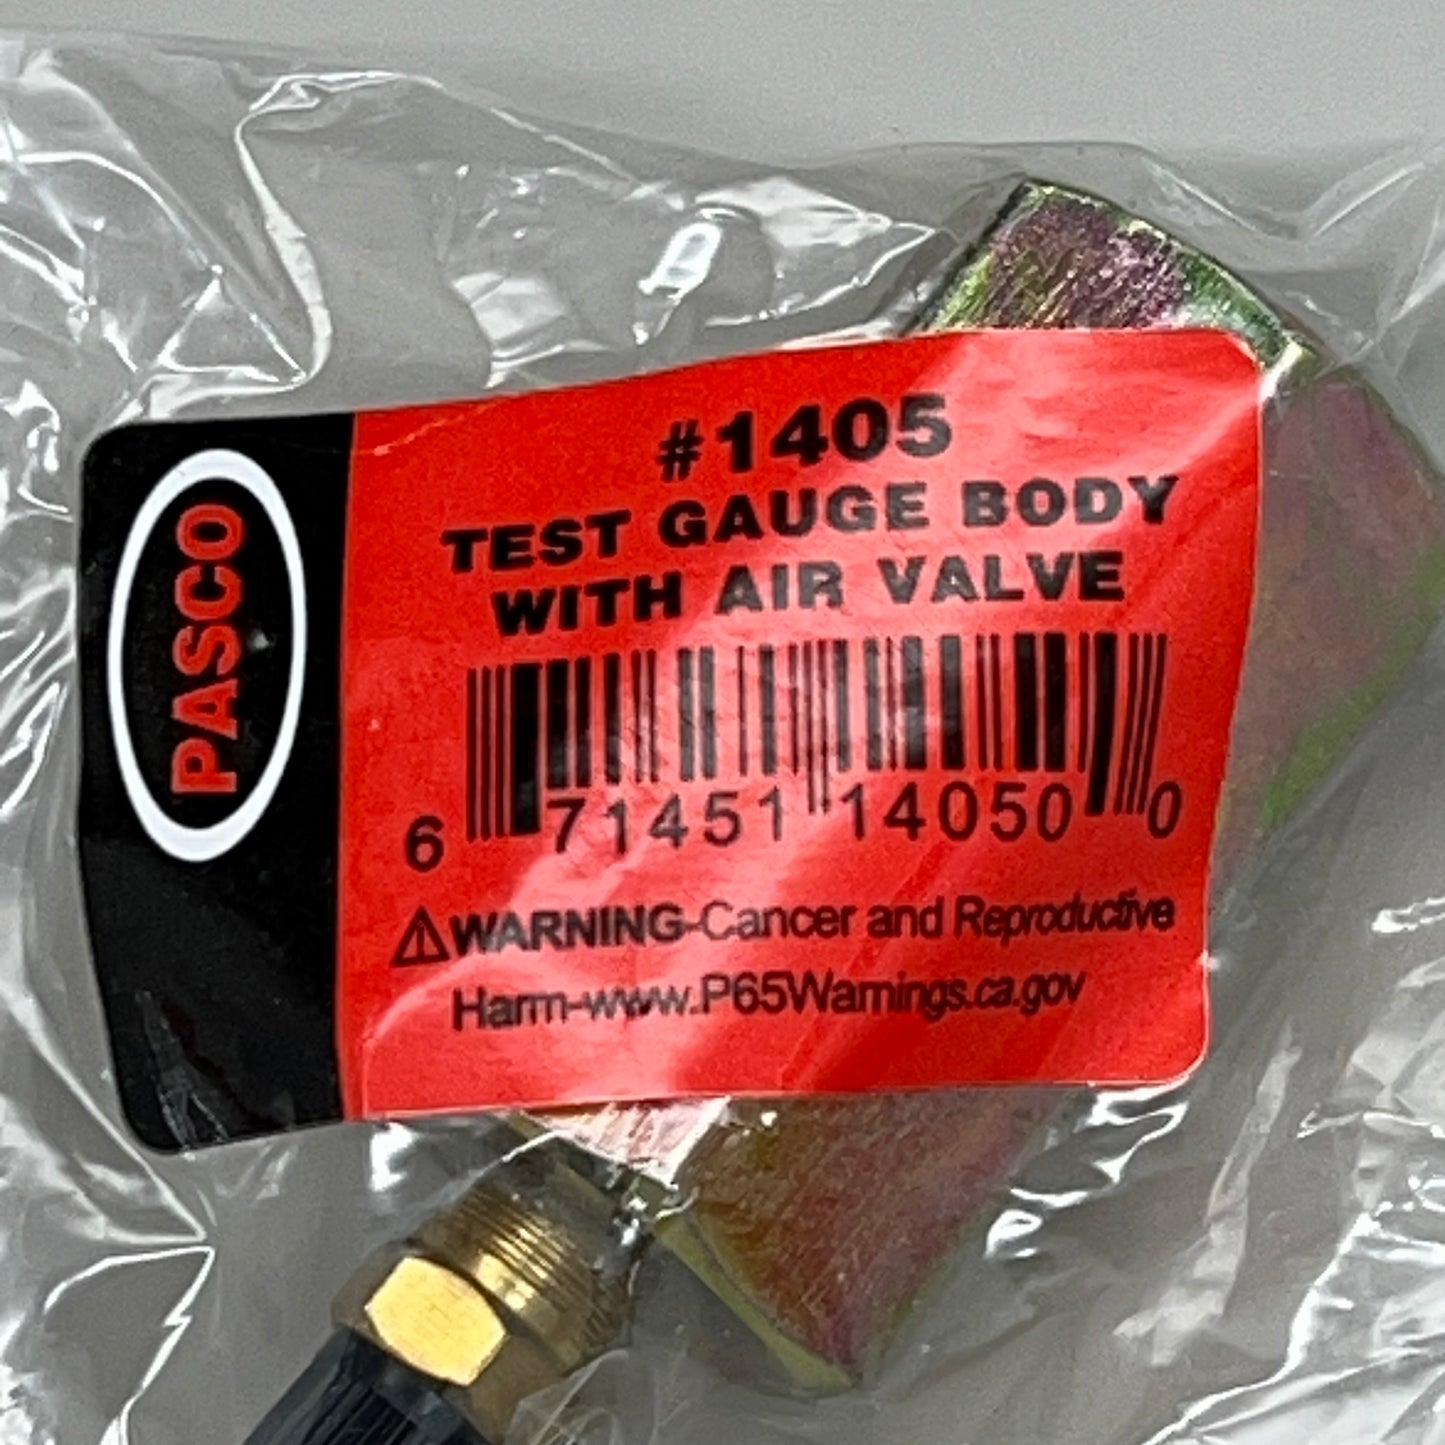 PASCO
#1405
TEST GAUGE BODY
WITH AIR VALVE
6 71451 14050 0
⚠WARNING-Cancer and Reproductive
Harm-www.P65Warnings.ca.gov